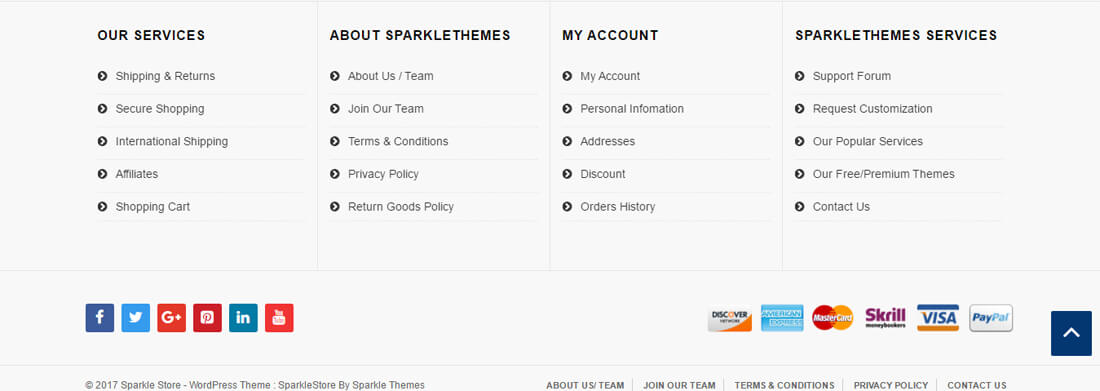 OUR SERVICES
Shipping & Returns
Secure Shopping
International Shipping
Affiliates
Shopping Cart
ABOUT SPARKLETHEMES
About Us / Team
Join Our Team
Terms & Conditions
Privacy Policy
Return Goods Policy
MY ACCOUNT
My Account
Personal Infomation
Addresses
Discount
Orders History
SPARKLETHEMES SERVICES
Support Forum
Request Customization
Our Popular Services
Our Free/Premium Themes
Contact Us
f
G+
in
You Tube
DISCOVER
NETWORK
AMERICAN
EXPRESS
MasterCard
Skrill
moneybookers
VISA
PayPal
© 2017 Sparkle Store - WordPress Theme : SparkleStore By Sparkle Themes
ABOUT US/ TEAM
JOIN OUR TEAM
TERMS & CONDITIONS
PRIVACY POLICY
CONTACT US